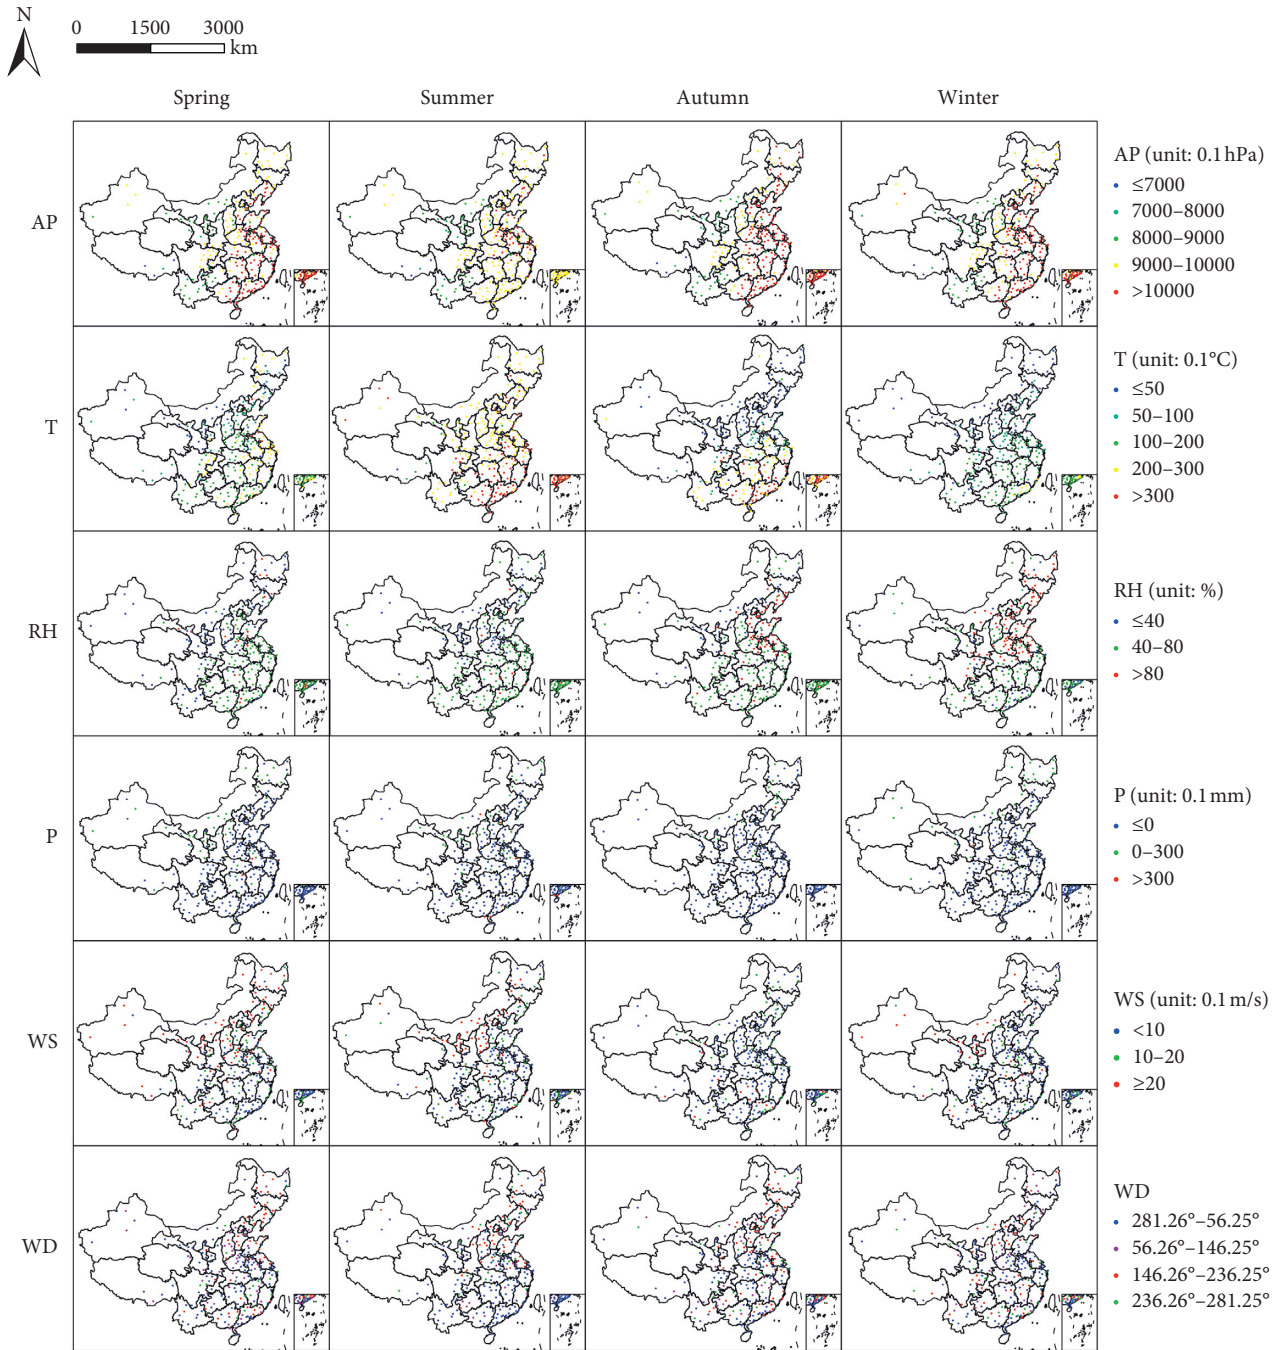 N
0 1500 3000
km
Spring Summer Autumn Winter
AP
AP (unit: 0.1 hPa)
≤7000
7000–8000
8000–9000
9000–10000
>10000
T
T (unit: 0.1°C)
≤50
50–100
100–200
200–300
>300
RH
RH (unit: %)
≤40
40–80
>80
P
P (unit: 0.1 mm)
≤0
0–300
>300
WS
WS (unit: 0.1 m/s)
<10
10–20
≥20
WD
WD
281.26°–56.25°
56.26°–146.25°
146.26°–236.25°
236.26°–281.25°